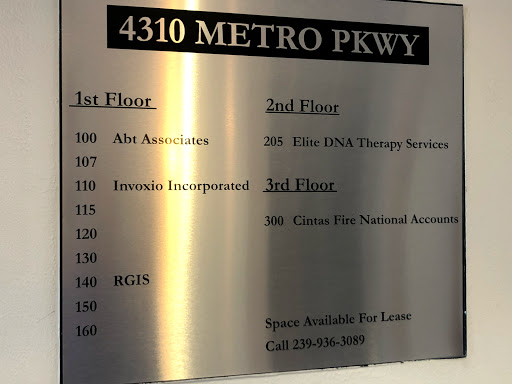 4310 METRO PKWY
1st Floor
100 Abt Associates
107
110 Invoxio Incorporated
115
120
130
140 RGIS
150
160
2nd Floor
205 Elite DNA Therapy Services
3rd Floor
300 Cintas Fire National Accounts
Space Available For Lease
Call 239-936-3089